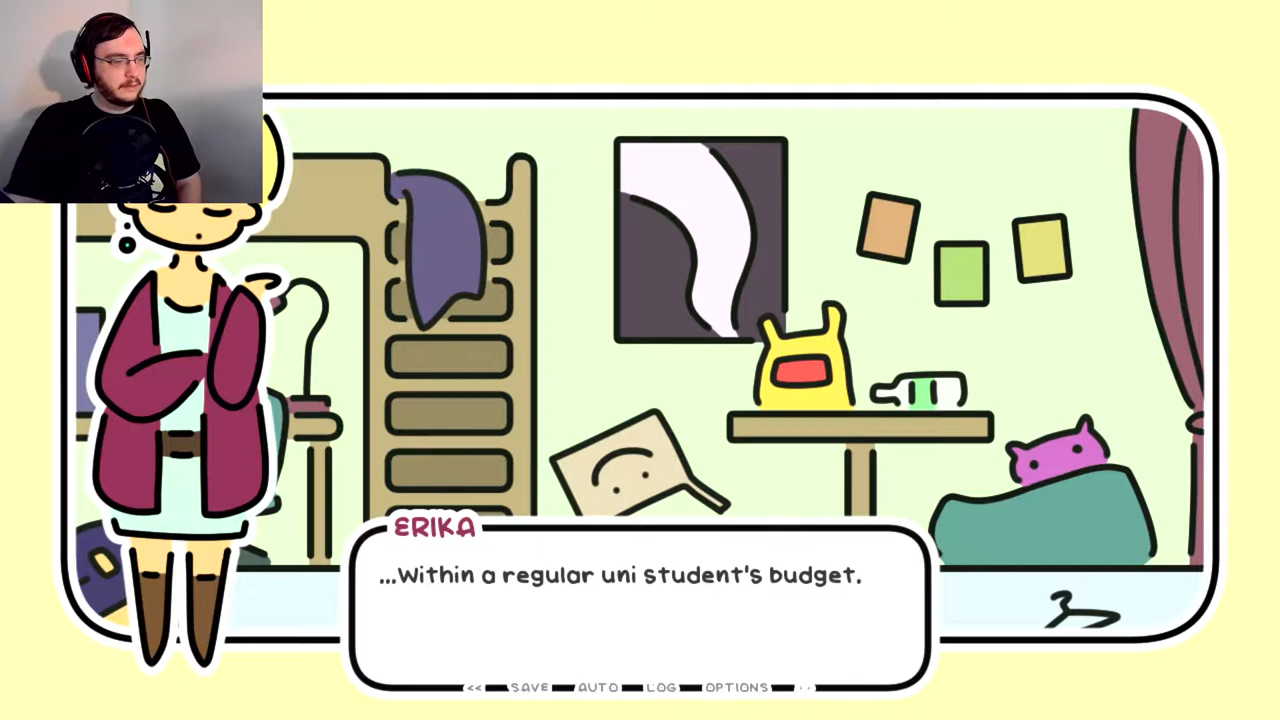 ERIKA
...Within a regular uni student's budget.
<< SAVE AUTO LOG OPTIONS >>